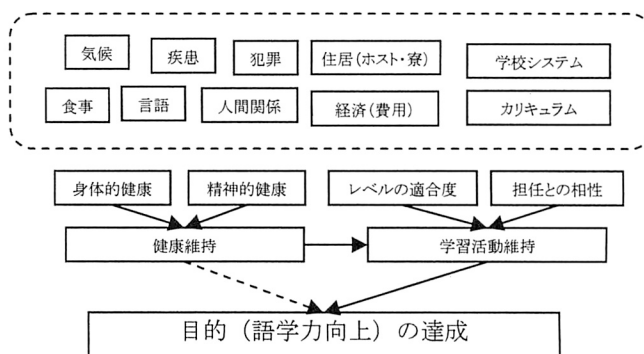 気候 疾患 犯罪 住居(ホスト・寮) 学校システム
食事 言語 人間関係 経済(費用) カリキュラム
身体的健康 精神的健康 レベルの適合度 担任との相性
健康維持 学習活動維持
目的（語学力向上）の達成